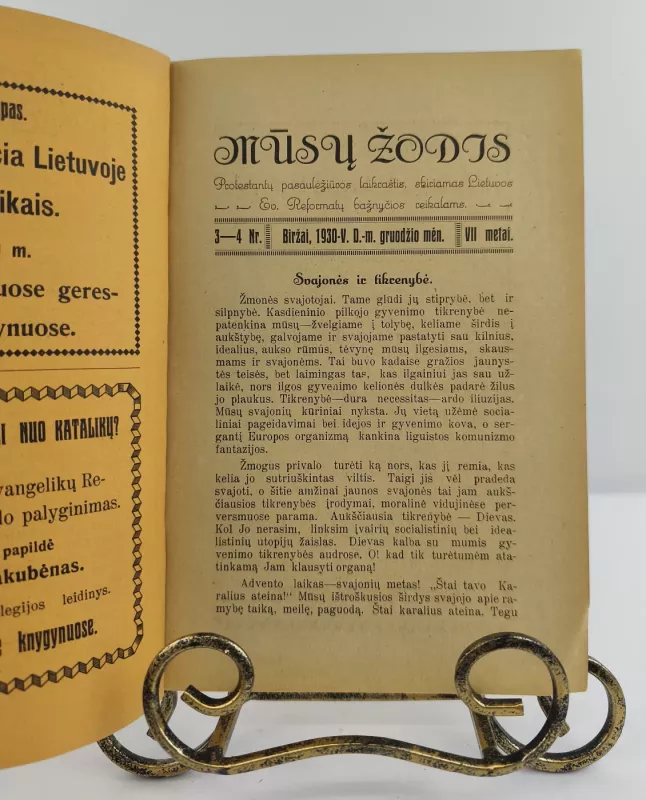 pas.
cia Lietuvoje
ikais.
m.
uose geres-
ynuose.
I NUO KATALIKŲ?
vangelikų Re-
do palyginimas.
papildė
akubėnas.
legijos leidinys.
knygynuose.
MŪSŲ ŽODIS
Protestantų pasaulėžiūros laikraštis, skiriamas Lietuvos
Ev. Reformatų bažnyčios reikalams.
3—4 Nr. Biržai, 1930-V. D.-m. gruodžio mėn. VII metai.
Svajonės ir tikrenybė.
Žmonės svajotojai. Tame glūdi jų stiprybė, bet ir
silpnybė. Kasdieninio pilkojo gyvenimo tikrenybė ne-
patenkina mūsų—žvelgiame į tolybę, keliame širdis į
aukštybę, galvojame ir svajojame pastatyti sau kilnius,
idealius, aukso rūmūs, tėvynę mūsų ilgesiams, skaus-
mams ir svajonėms. Tai buvo kadaise gražios jaunys-
tės teisės, bet laimingas tas, kas ilgainiui jas sau už-
laikė, nors ilgos gyvenimo kelionės dulkės padarė žilus
jo plaukus. Tikrenybė—dura necessitas—ardo iliuzijas.
Mūsų svajonių kūriniai nyksta. Jų vietą užėmė socia-
liniai pageidavimai bei idejos ir gyvenimo kova, o ser-
gantį Europos organizmą kankina liguistos komunizmo
fantazijos.
Žmogus privalo turėti ką nors, kas jį remia, kas
kelia jo sutriuškintas viltis. Taigi jis vėl pradeda
svajoti, o šitie amžinai jaunos svajonės tai jam aukš-
čiausios tikrenybės įrodymai, moralinė vidujinėse per-
versmuose parama. Aukščiausia tikrenybė — Dievas.
Kol Jo nerasim, linksim įvairių socialistinių bei idea-
listinių utopijų žaislas. Dievas kalba su mumis gy-
venimo tikrenybės audrose, O! kad tik turėtumėm ata-
tinkamą Jam klausyti organą!
Advento laikas—svajonių metas! „Štai tavo Ka-
ralius ateina!“ Mūsų ištroškusios širdys svajojo apie ra-
mybę taiką, meilę, paguodą. Štai karalius ateina. Tegu